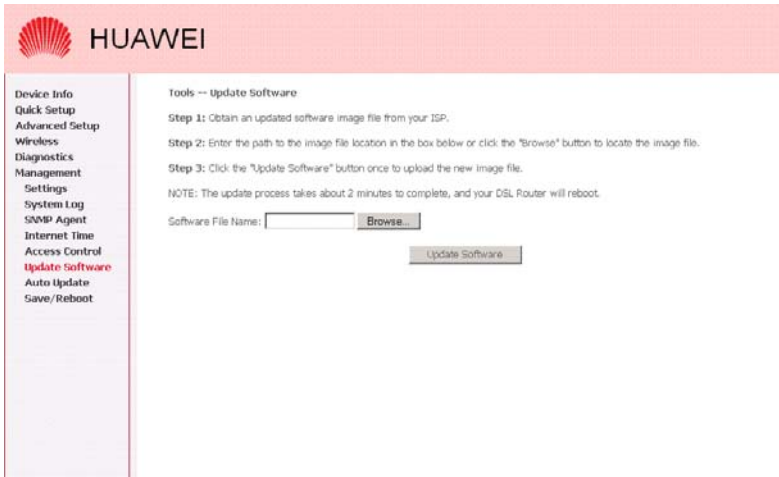 HUAWEI
Device Info
Quick Setup
Advanced Setup
Wireless
Diagnostics
Management
Settings
System Log
SNMP Agent
Internet Time
Access Control
Update Software
Auto Update
Save/Reboot
Tools -- Update Software
Step 1: Obtain an updated software image file from your ISP.
Step 2: Enter the path to the image file location in the box below or click the "Browse" button to locate the image file.
Step 3: Click the "Update Software" button once to upload the new image file.
NOTE: The update process takes about 2 minutes to complete, and your DSL Router will reboot.
Software File Name: Browse...
Update Software